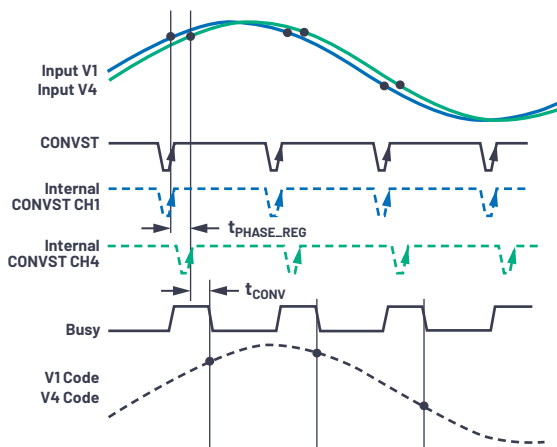 Input V1
Input V4
CONVST
Internal
CONVST CH1
tPHASE_REG
Internal
CONVST CH4
tCONV
Busy
V1 Code
V4 Code